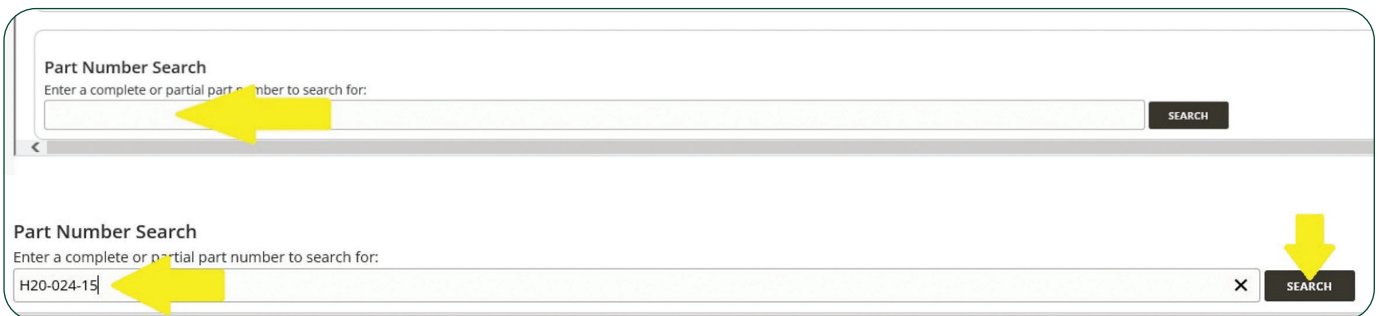 Part Number Search
Enter a complete or partial part number to search for:
SEARCH
Part Number Search
Enter a complete or partial part number to search for:
H20-024-15
SEARCH